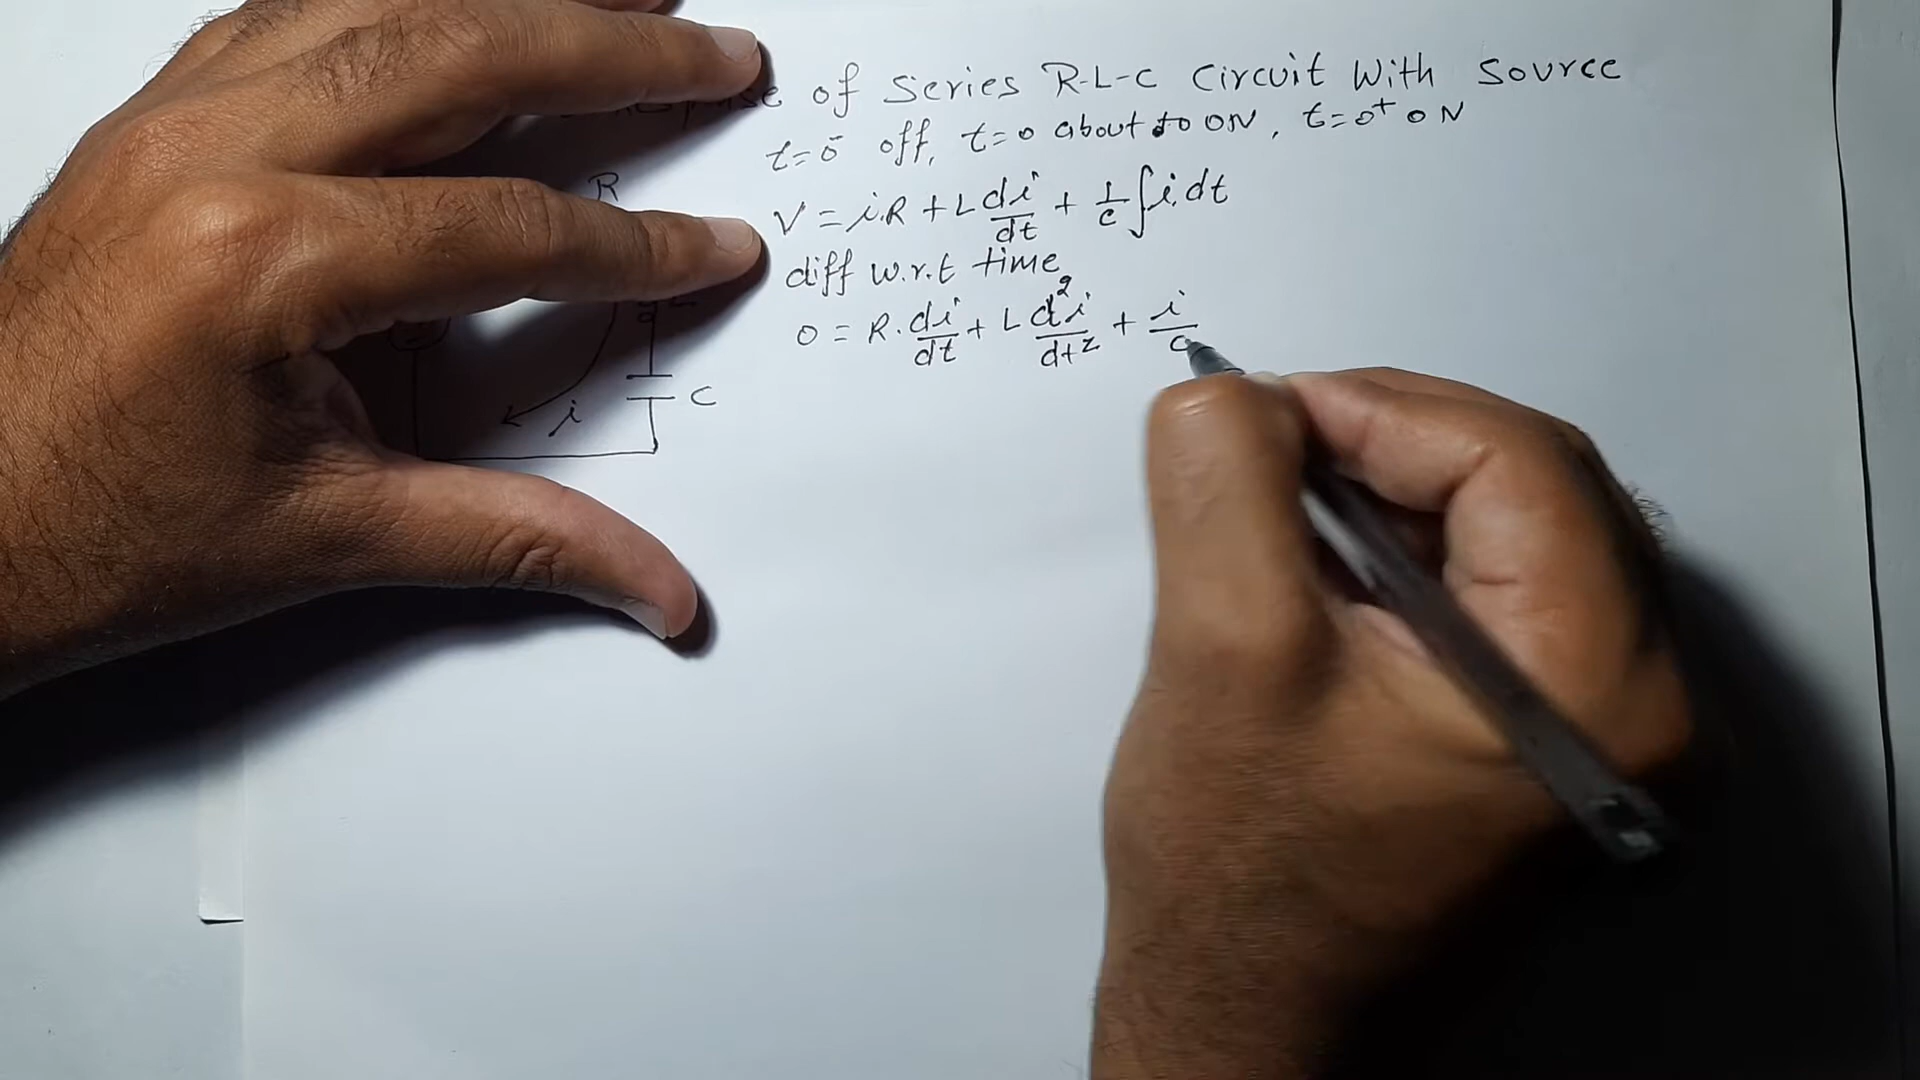 of Series R-L-C Circuit With Source
t=0⁻ off, t=0 about to ON, t=0⁺ ON
V = i.R + L di/dt + 1/C ∫i.dt
diff w.r.t time
0 = R. di/dt + L d²i/dt² + i/C
R
C
i